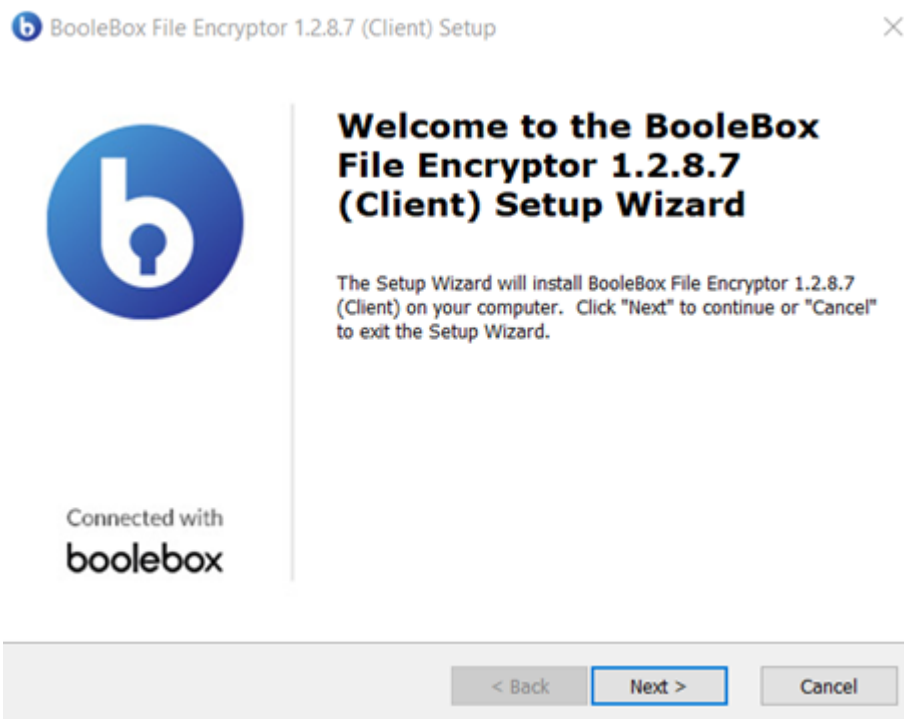 BooleBox File Encryptor 1.2.8.7 (Client) Setup
Welcome to the BooleBox
File Encryptor 1.2.8.7
(Client) Setup Wizard
The Setup Wizard will install BooleBox File Encryptor 1.2.8.7
(Client) on your computer. Click "Next" to continue or "Cancel"
to exit the Setup Wizard.
Connected with
boolebox
< Back
Next >
Cancel